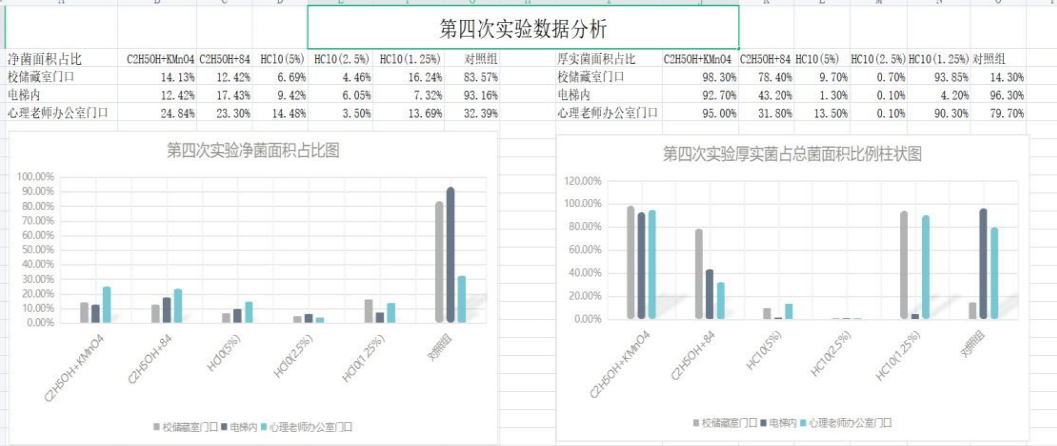 第四次实验数据分析
净菌面积占比 C2H5OH+KMnO4 C2H5OH+84 HC10(5%) HC10(2.5%) HC10(1.25%) 对照组
校储藏室门口 14.13% 12.42% 6.69% 4.46% 16.24% 83.57%
电梯内 12.42% 17.43% 9.42% 6.05% 7.32% 93.16%
心理老师办公室门口 24.84% 23.30% 14.48% 3.50% 13.69% 32.39%
厚实菌面积占比 C2H5OH+KMnO4 C2H5OH+84 HC10(5%) HC10(2.5%) HC10(1.25%) 对照组
校储藏室门口 98.30% 78.40% 9.70% 0.70% 93.85% 14.30%
电梯内 92.70% 43.20% 1.30% 0.10% 4.20% 96.30%
心理老师办公室门口 95.00% 31.80% 13.50% 0.10% 90.30% 79.70%
第四次实验净菌面积占比图
100.00%
90.00%
80.00%
70.00%
60.00%
50.00%
40.00%
30.00%
20.00%
10.00%
0.00%
C2H5OH+KMnO4 C2H5OH+84 HC10(5%) HC10(2.5%) HC10(1.25%) 对照组
校储藏室门口 电梯内 心理老师办公室门口
第四次实验厚实菌占总菌面积比例柱状图
120.00%
100.00%
80.00%
60.00%
40.00%
20.00%
0.00%
C2H5OH+KMnO4 C2H5OH+84 HC10(5%) HC10(2.5%) HC10(1.25%) 对照组
校储藏室门口 电梯内 心理老师办公室门口